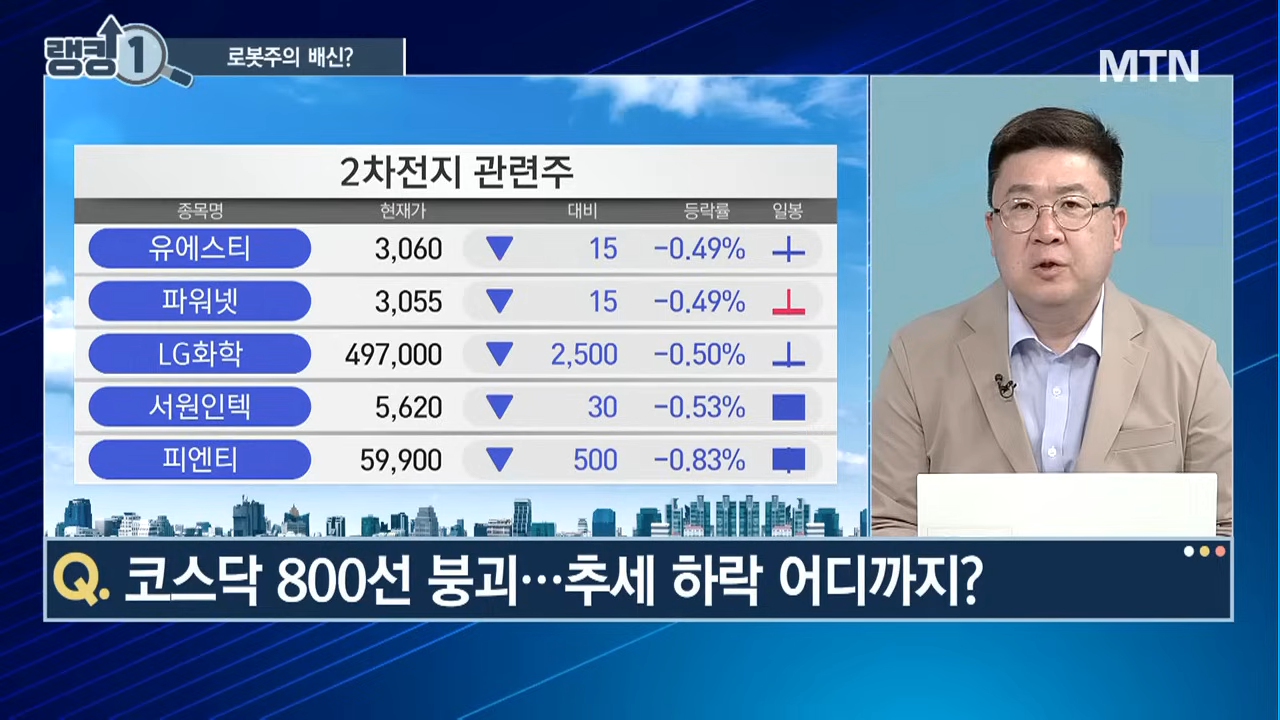 랭킹1
로봇주의 배신?
MTN
2차전지 관련주
종목명 현재가 대비 등락률 일봉
유에스티 3,060 ▼ 15 -0.49%
파워넷 3,055 ▼ 15 -0.49%
LG화학 497,000 ▼ 2,500 -0.50%
서원인텍 5,620 ▼ 30 -0.53%
피엔티 59,900 ▼ 500 -0.83%
Q. 코스닥 800선 붕괴…추세 하락 어디까지?